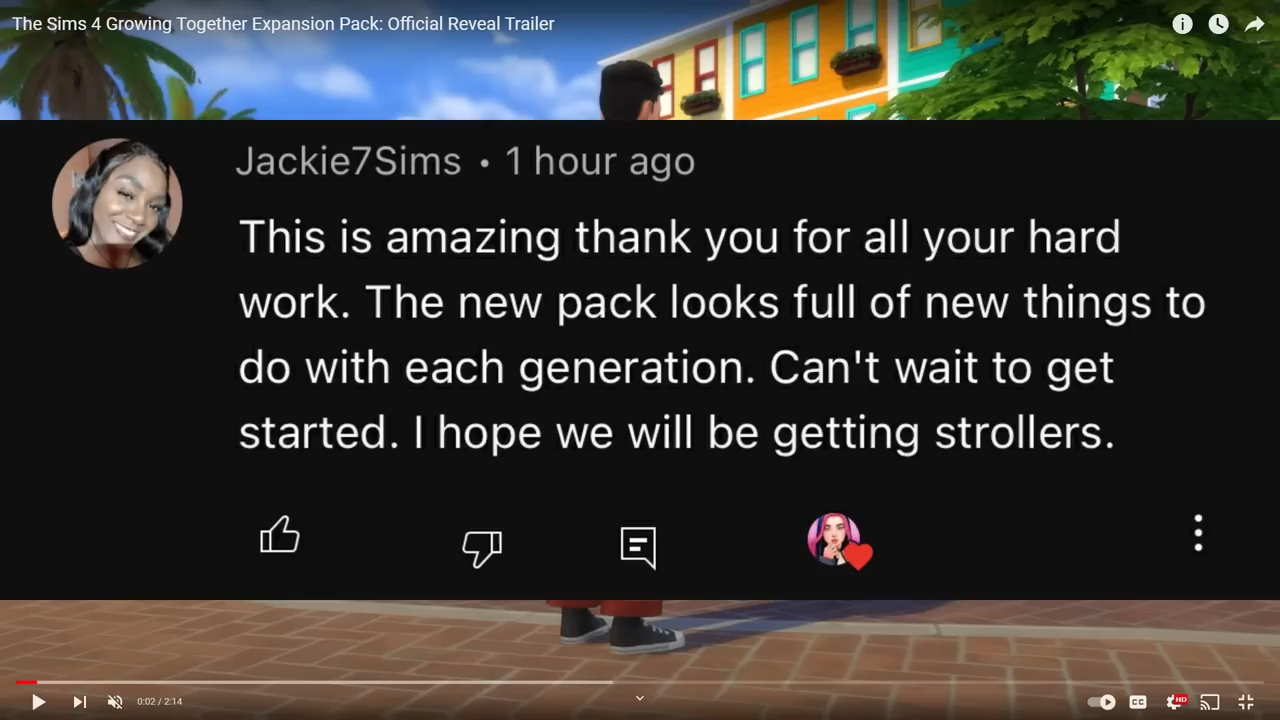 The Sims 4 Growing Together Expansion Pack: Official Reveal Trailer
Jackie7Sims • 1 hour ago
This is amazing thank you for all your hard
work. The new pack looks full of new things to
do with each generation. Can't wait to get
started. I hope we will be getting strollers.
0:02 / 2:14
CC
HD